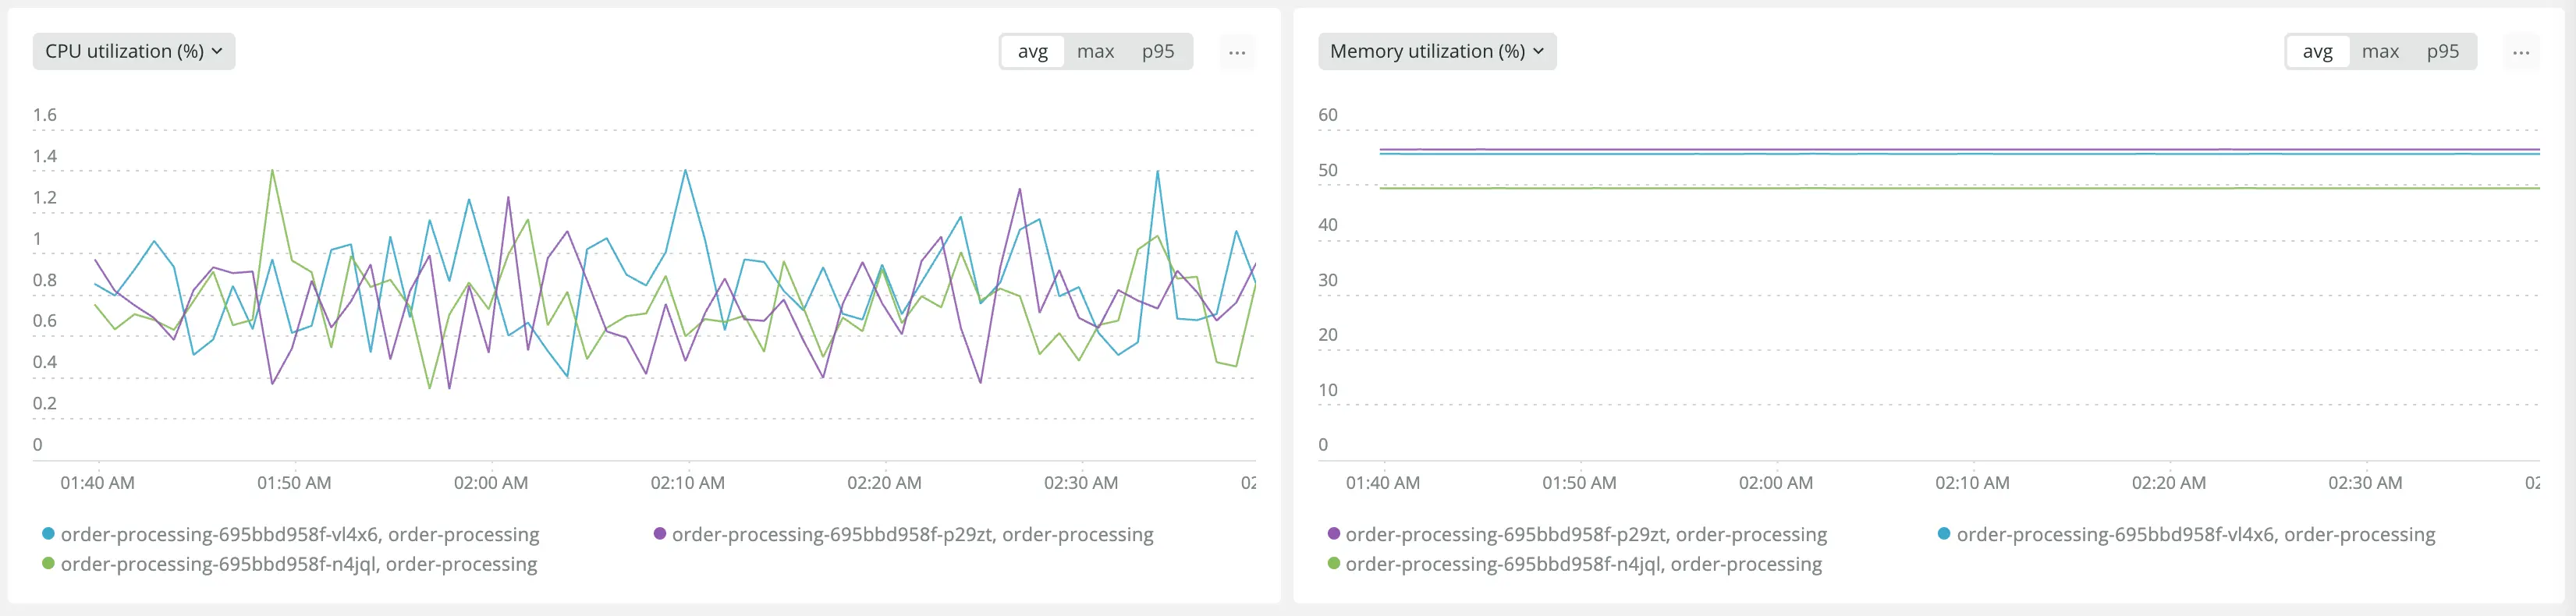 CPU utilization (%)
avg max p95
...
1.6
1.4
1.2
1
0.8
0.6
0.4
0.2
0
01:40 AM 01:50 AM 02:00 AM 02:10 AM 02:20 AM 02:30 AM
order-processing-695bbd958f-vl4x6, order-processing
order-processing-695bbd958f-p29zt, order-processing
order-processing-695bbd958f-n4jql, order-processing
Memory utilization (%)
avg max p95
...
60
50
40
30
20
10
0
01:40 AM 01:50 AM 02:00 AM 02:10 AM 02:20 AM 02:30 AM
order-processing-695bbd958f-p29zt, order-processing
order-processing-695bbd958f-vl4x6, order-processing
order-processing-695bbd958f-n4jql, order-processing